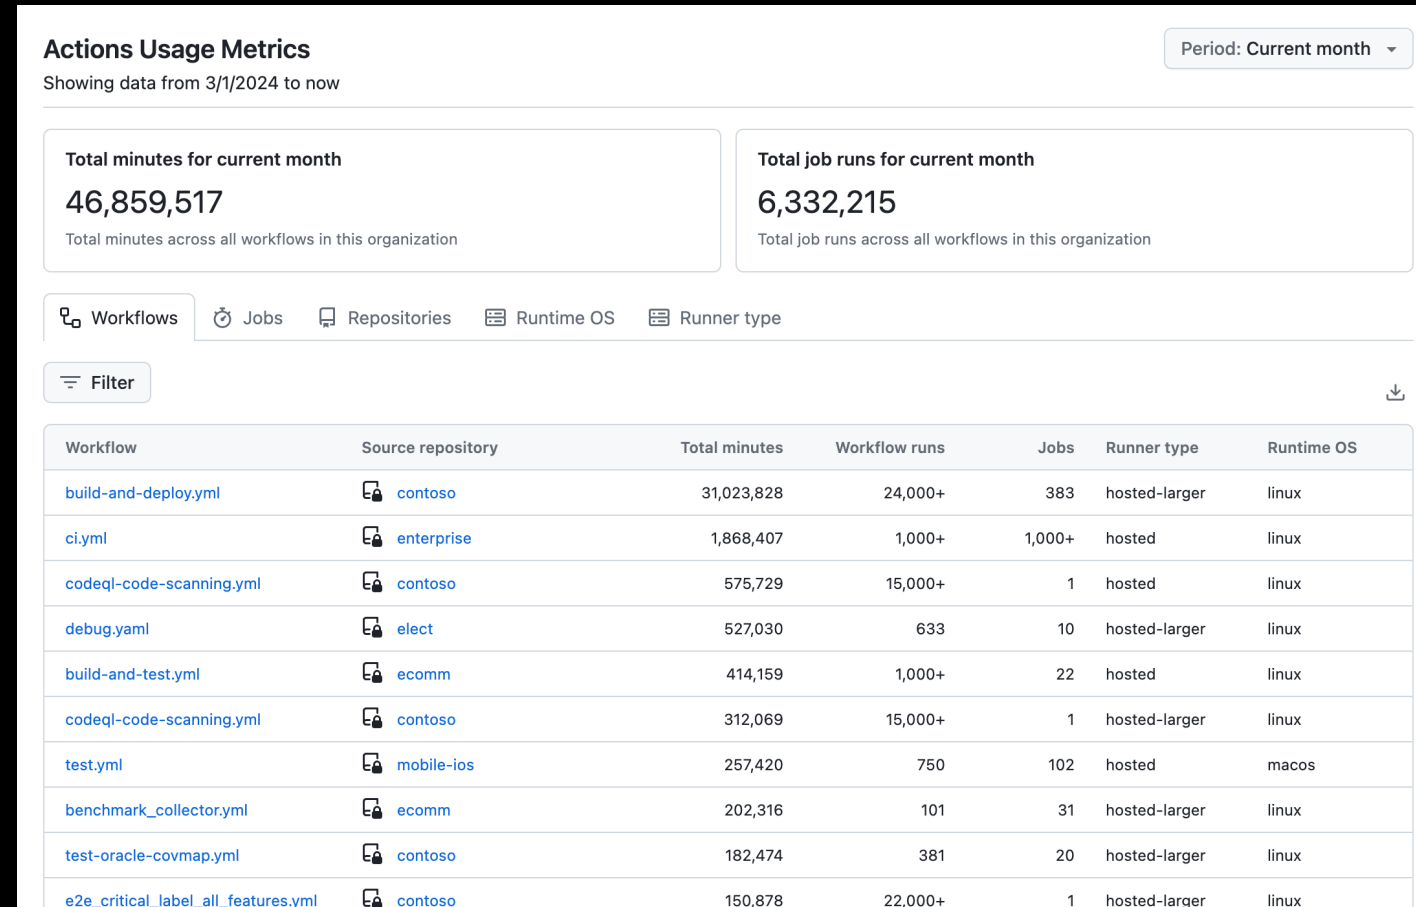 Actions Usage Metrics
Period: Current month
Showing data from 3/1/2024 to now
Total minutes for current month
46,859,517
Total minutes across all workflows in this organization
Total job runs for current month
6,332,215
Total job runs across all workflows in this organization
Workflows Jobs Repositories Runtime OS Runner type
Filter
Workflow Source repository Total minutes Workflow runs Jobs Runner type Runtime OS
build-and-deploy.yml contoso 31,023,828 24,000+ 383 hosted-larger linux
ci.yml enterprise 1,868,407 1,000+ 1,000+ hosted linux
codeql-code-scanning.yml contoso 575,729 15,000+ 1 hosted linux
debug.yaml elect 527,030 633 10 hosted-larger linux
build-and-test.yml ecomm 414,159 1,000+ 22 hosted linux
codeql-code-scanning.yml contoso 312,069 15,000+ 1 hosted-larger linux
test.yml mobile-ios 257,420 750 102 hosted macos
benchmark_collector.yml ecomm 202,316 101 31 hosted-larger linux
test-oracle-covmap.yml contoso 182,474 381 20 hosted-larger linux
e2e_critical_label_all_features.yml contoso 150,878 22,000+ 1 hosted-larger linux